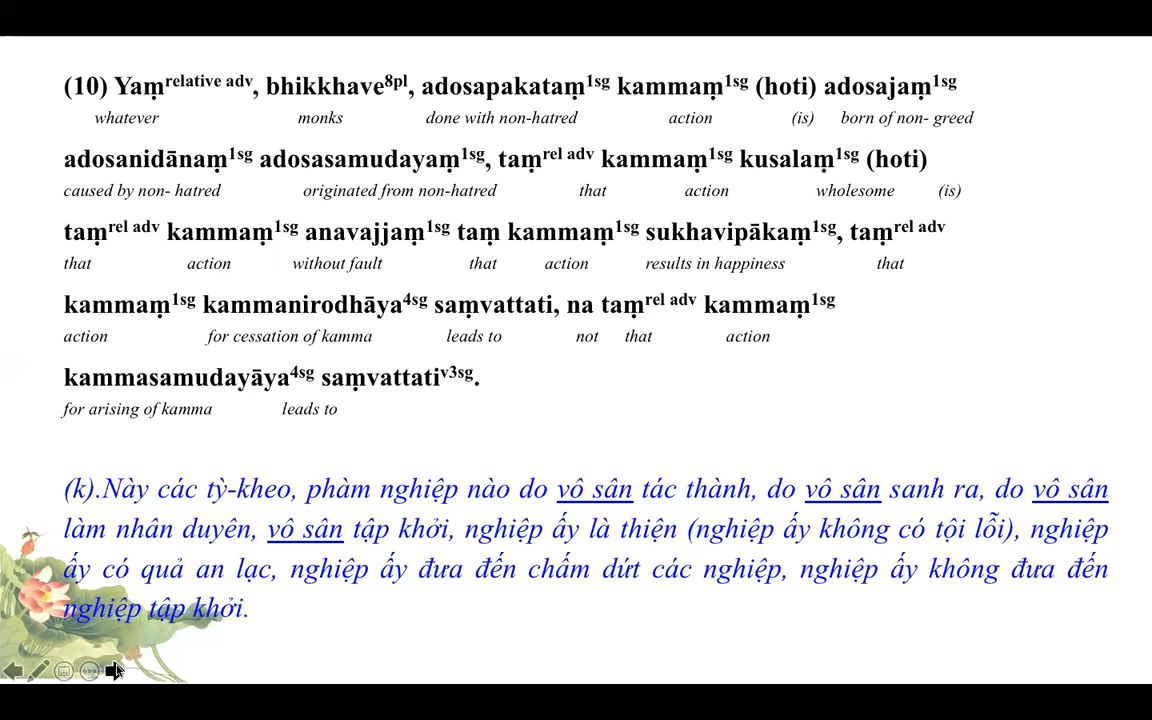 (10) Yaṃrelative adv, bhikkhave8pl, adosapakataṃ1sg kammaṃ1sg (hoti) adosajaṃ1sg
whatever monks done with non-hatred action (is) born of non- greed
adosanidānaṃ1sg adosasamudayaṃ1sg, taṃrel adv kammaṃ1sg kusalaṃ1sg (hoti)
caused by non- hatred originated from non-hatred that action wholesome (is)
taṃrel adv kammaṃ1sg anavajjaṃ1sg taṃ kammaṃ1sg sukhavipākaṃ1sg, taṃrel adv
that action without fault that action results in happiness that
kammaṃ1sg kammanirodhāya4sg saṃvattati, na taṃrel adv kammaṃ1sg
action for cessation of kamma leads to not that action
kammasamudayāya4sg saṃvattativ3sg.
for arising of kamma leads to
(k).Này các tỳ-kheo, phàm nghiệp nào do vô sân tác thành, do vô sân sanh ra, do vô sân
làm nhân duyên, vô sân tập khởi, nghiệp ấy là thiện (nghiệp ấy không có tội lỗi), nghiệp
ấy có quả an lạc, nghiệp ấy đưa đến chấm dứt các nghiệp, nghiệp ấy không đưa đến
nghiệp tập khởi.